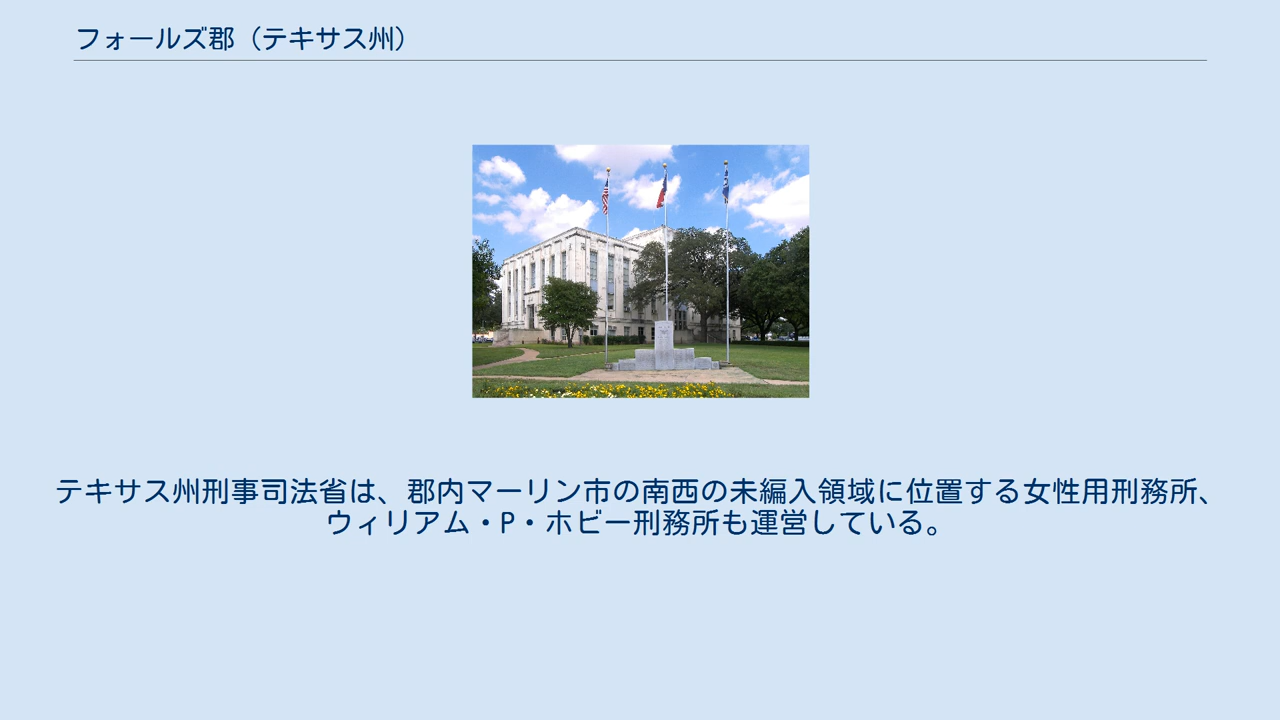 フォールズ郡（テキサス州）
テキサス州刑事司法省は、郡内マーリン市の南西の未編入領域に位置する女性用刑務所、
ウィリアム・P・ホビー刑務所も運営している。